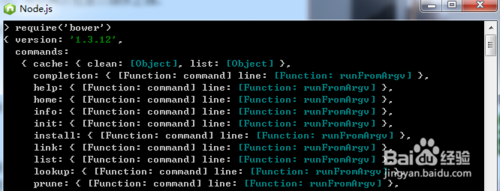 Node.js
> require('bower')
{ version: '1.3.12',
commands:
{ cache: { clean: [Object], list: [Object] },
completion: { [Function: command] line: [Function: runFromArgv] },
help: { [Function: command] line: [Function: runFromArgv] },
home: { [Function: command] line: [Function: runFromArgv] },
info: { [Function: command] line: [Function: runFromArgv] },
init: { [Function: command] line: [Function: runFromArgv] },
install: { [Function: command] line: [Function: runFromArgv] },
link: { [Function: command] line: [Function: runFromArgv] },
list: { [Function: command] line: [Function: runFromArgv] },
lookup: { [Function: command] line: [Function: runFromArgv] },
prune: { [Function: command] line: [Function: runFromArgv] },
Baidu 经验
jingyan.baidu.com